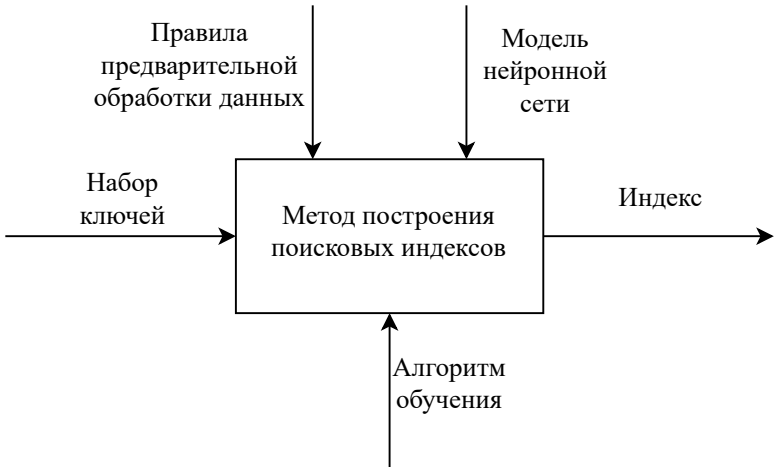 Правила
предварительной
обработки данных
Модель
нейронной
сети
Набор
ключей
Метод построения
поисковых индексов
Индекс
Алгоритм
обучения